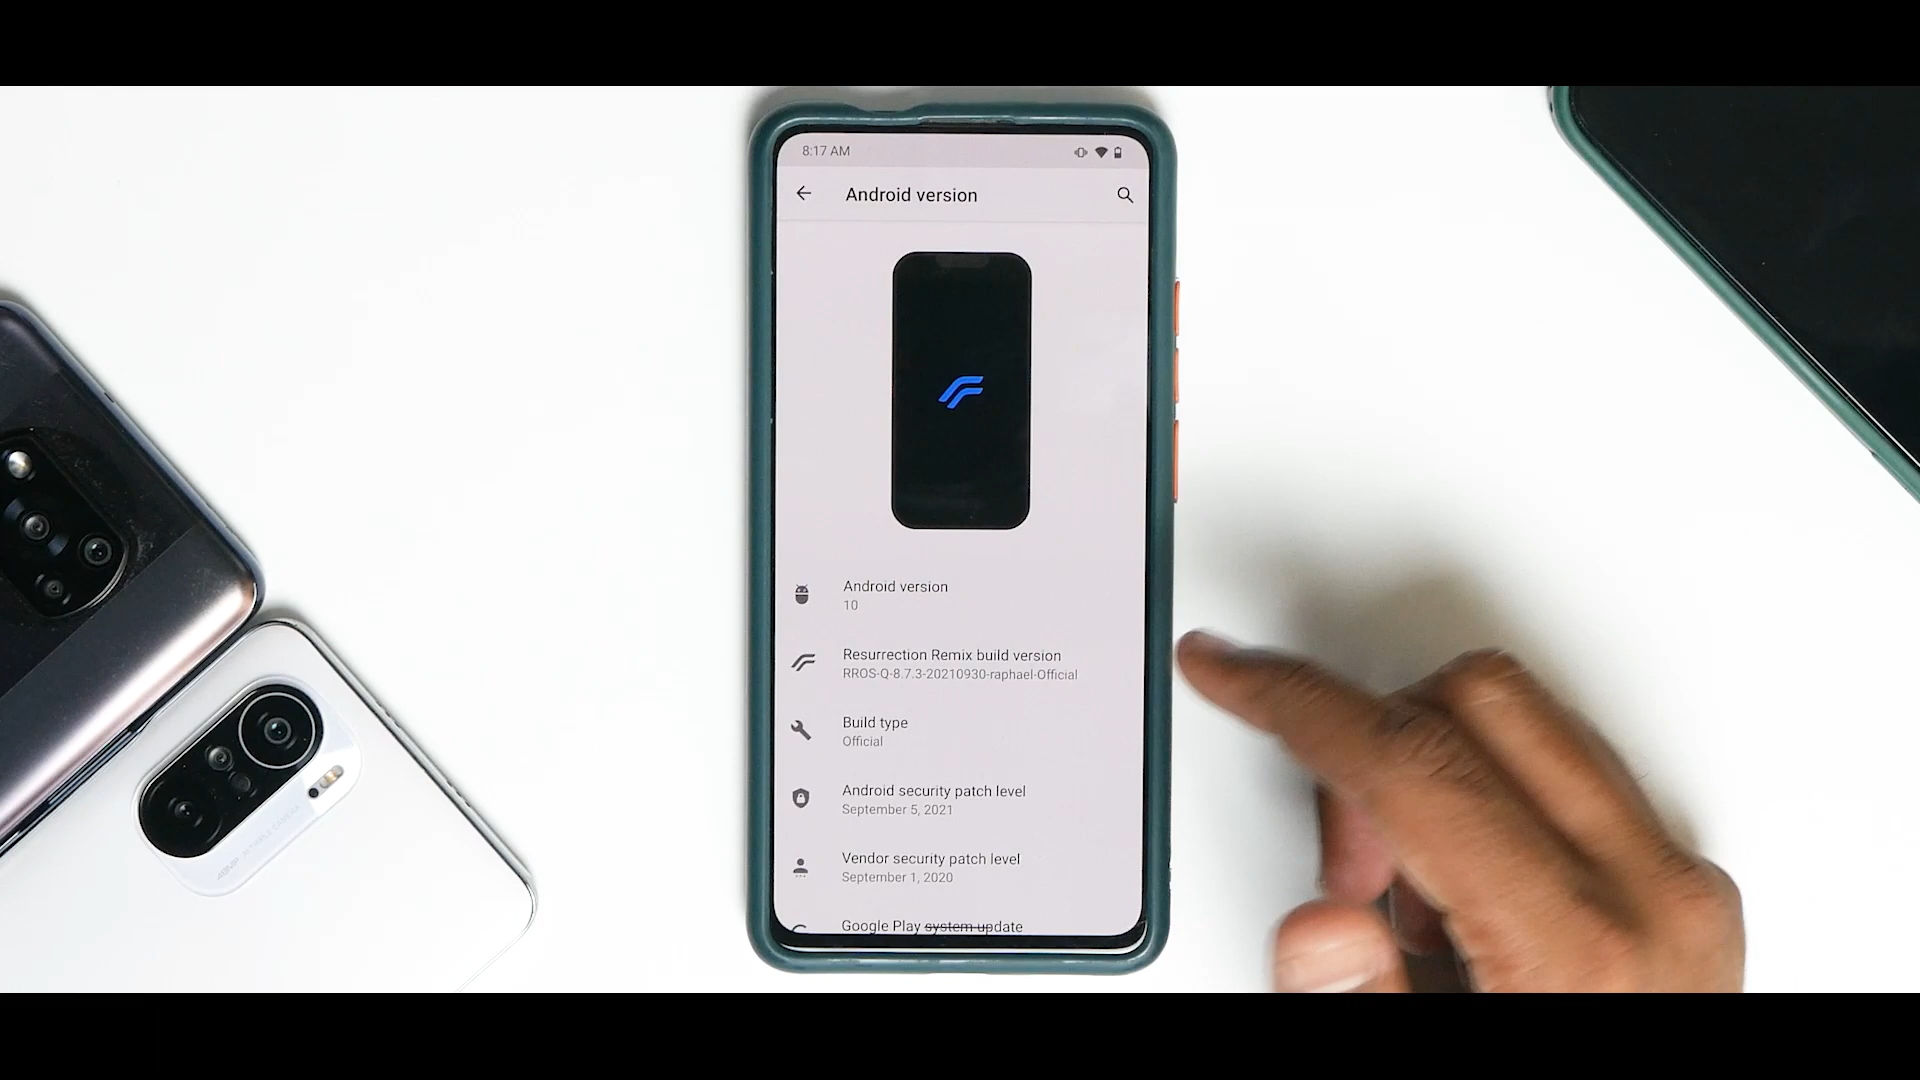 8:17 AM
Android version
Android version
10
Resurrection Remix build version
RROS-Q-8.7.3-20210930-raphael-Official
Build type
Official
Android security patch level
September 5, 2021
Vendor security patch level
September 1, 2020
Google Play system update
48MP